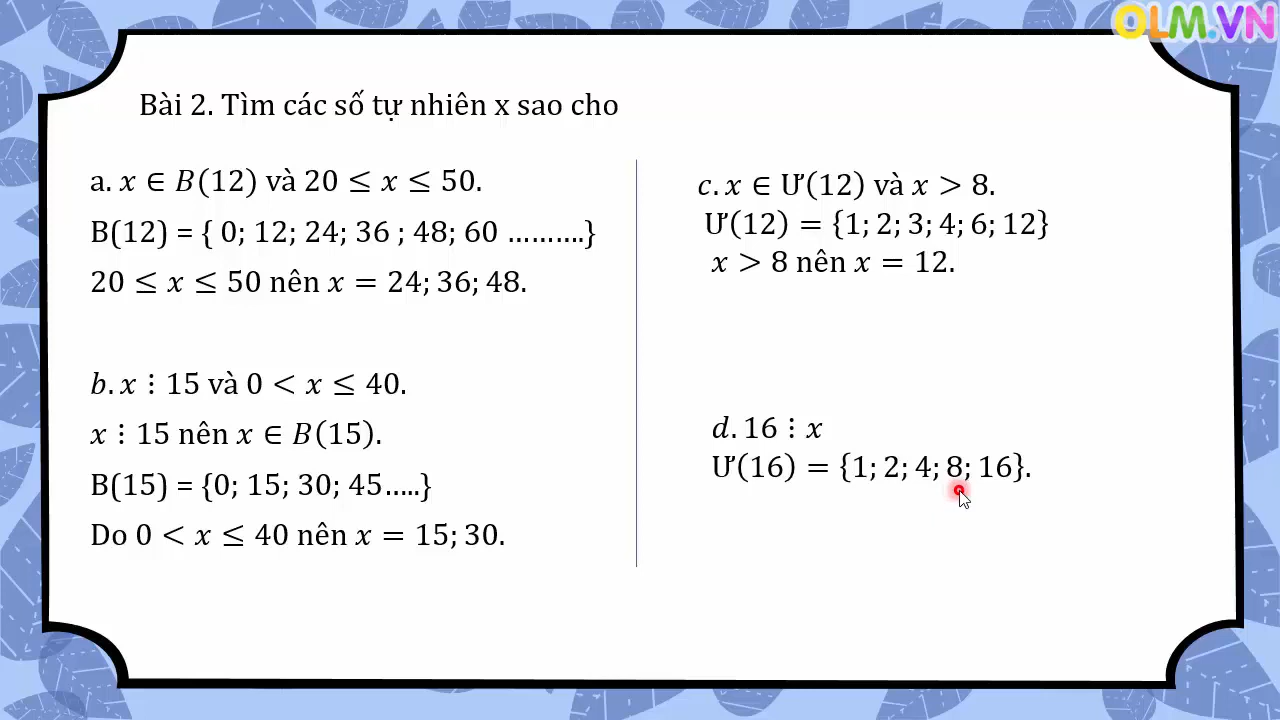 OLM.VN
Bài 2. Tìm các số tự nhiên x sao cho
a. x ∈ B(12) và 20 ≤ x ≤ 50.
B(12) = { 0; 12; 24; 36 ; 48; 60 ……….}
20 ≤ x ≤ 50 nên x = 24; 36; 48.
b. x ⋮ 15 và 0 < x ≤ 40.
x ⋮ 15 nên x ∈ B(15).
B(15) = {0; 15; 30; 45…..}
Do 0 < x ≤ 40 nên x = 15; 30.
c. x ∈ Ư(12) và x > 8.
Ư(12) = {1; 2; 3; 4; 6; 12}
x > 8 nên x = 12.
d. 16 ⋮ x
Ư(16) = {1; 2; 4; 8; 16}.